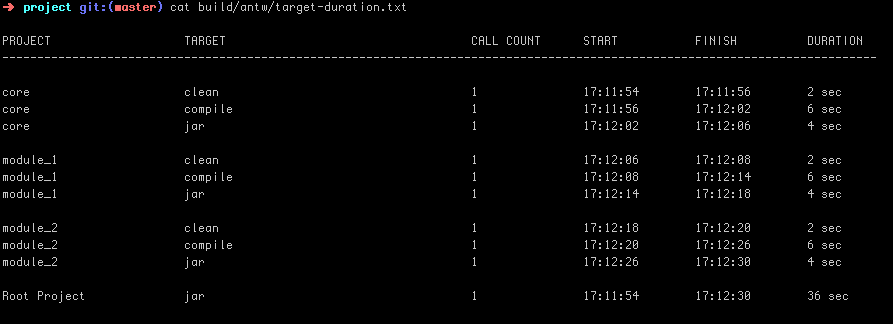 → project git:(master) cat build/antw/target-duration.txt
PROJECT TARGET CALL COUNT START FINISH DURATION
-----------------------------------------------------------------------------------------------------------------------------
core clean 1 17:11:54 17:11:56 2 sec
core compile 1 17:11:56 17:12:02 6 sec
core jar 1 17:12:02 17:12:06 4 sec
module_1 clean 1 17:12:06 17:12:08 2 sec
module_1 compile 1 17:12:08 17:12:14 6 sec
module_1 jar 1 17:12:14 17:12:18 4 sec
module_2 clean 1 17:12:18 17:12:20 2 sec
module_2 compile 1 17:12:20 17:12:26 6 sec
module_2 jar 1 17:12:26 17:12:30 4 sec
Root Project jar 1 17:11:54 17:12:30 36 sec